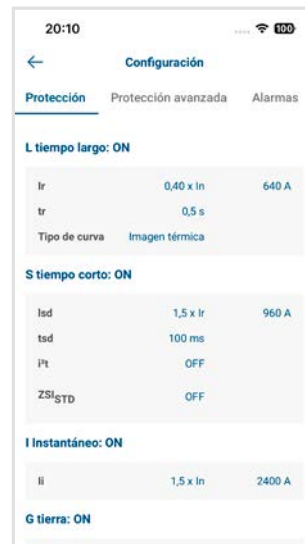 20:10
100
Configuración
Protección Protección avanzada Alarmas
L tiempo largo: ON
Ir 0,40 x In 640 A
tr 0,5 s
Tipo de curva Imagen térmica
S tiempo corto: ON
Isd 1,5 x Ir 960 A
tsd 100 ms
i²t OFF
ZSI STD OFF
I Instantáneo: ON
Ii 1,5 x In 2400 A
G tierra: ON